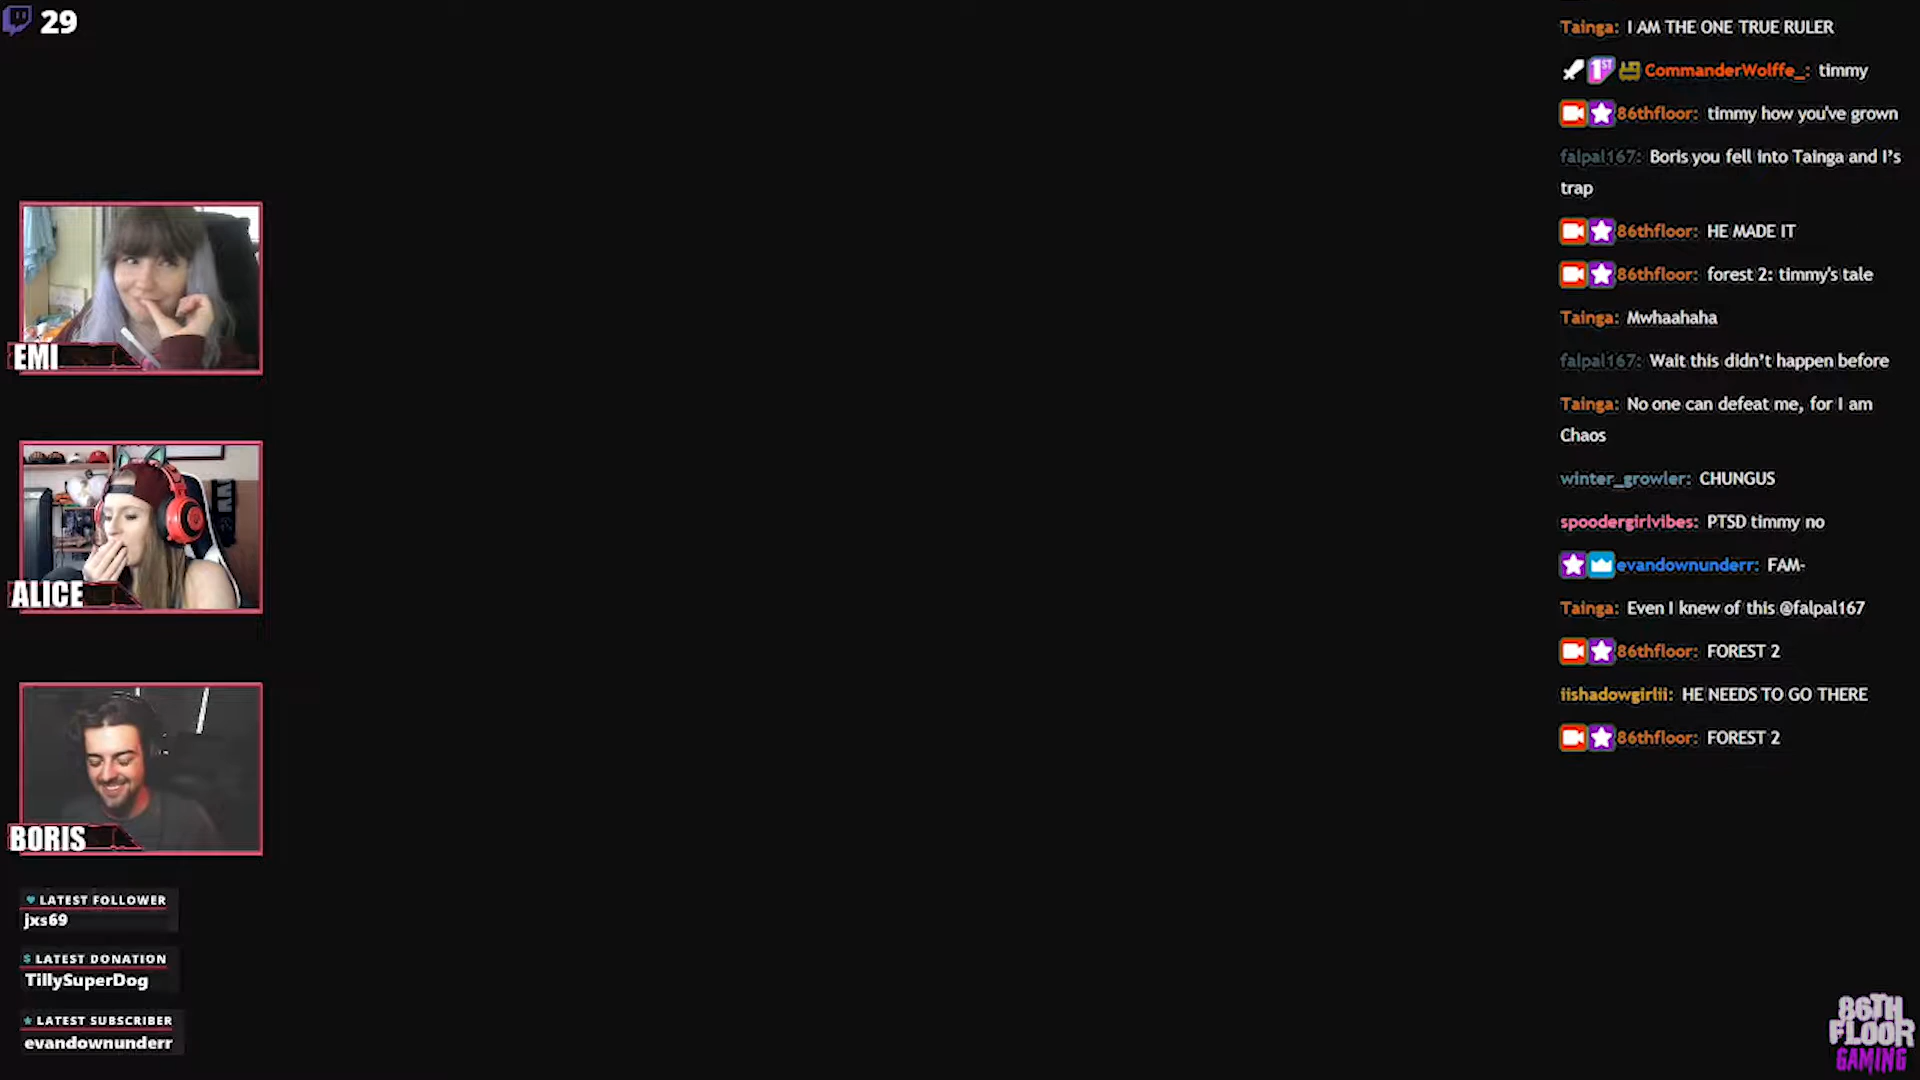 29
EMI
ALICE
BORIS
LATEST FOLLOWER
jxs69
LATEST DONATION
TillySuperDog
LATEST SUBSCRIBER
evandownunderr
Tainga: I AM THE ONE TRUE RULER
1ST CommanderWolffe_: timmy
86thfloor: timmy how you've grown
falpal167: Boris you fell into Tainga and I's
trap
86thfloor: HE MADE IT
86thfloor: forest 2: timmy's tale
Tainga: Mwhaahaha
falpal167: Wait this didn't happen before
Tainga: No one can defeat me, for I am
Chaos
winter_growler: CHUNGUS
spoodergirlvibes: PTSD timmy no
evandownunderr: FAM-
Tainga: Even I knew of this @falpal167
86thfloor: FOREST 2
iishadowgirlii: HE NEEDS TO GO THERE
86thfloor: FOREST 2
86TH
FLOOR
GAMING